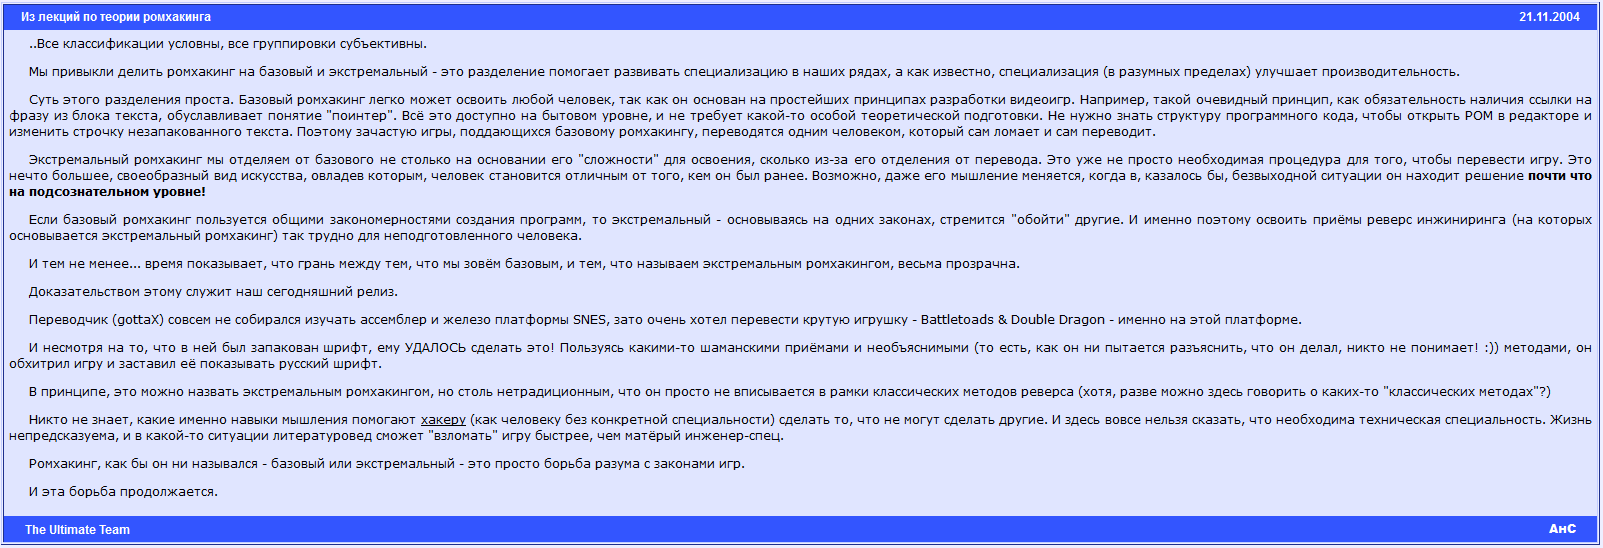 Из лекций по теории ромхакинга 21.11.2004
..Все классификации условны, все группировки субъективны.
Мы привыкли делить ромхакинг на базовый и экстремальный - это разделение помогает развивать специализацию в наших рядах, а как известно, специализация (в разумных пределах) улучшает производительность.
Суть этого разделения проста. Базовый ромхакинг легко может освоить любой человек, так как он основан на простейших принципах разработки видеоигр. Например, такой очевидный принцип, как обязательность наличия ссылки на
фразу из блока текста, обуславливает понятие "поинтер". Всё это доступно на бытовом уровне, и не требует какой-то особой теоретической подготовки. Не нужно знать структуру программного кода, чтобы открыть РОМ в редакторе и
изменить строчку незапакованного текста. Поэтому зачастую игры, поддающихся базовому ромхакингу, переводятся одним человеком, который сам ломает и сам переводит.
Экстремальный ромхакинг мы отделяем от базового не столько на основании его "сложности" для освоения, сколько из-за его отделения от перевода. Это уже не просто необходимая процедура для того, чтобы перевести игру. Это
нечто большее, своеобразный вид искусства, овладев которым, человек становится отличным от того, кем он был ранее. Возможно, даже его мышление меняется, когда в, казалось бы, безвыходной ситуации он находит решение почти что
на подсознательном уровне!
Если базовый ромхакинг пользуется общими закономерностями создания программ, то экстремальный - основываясь на одних законах, стремится "обойти" другие. И именно поэтому освоить приёмы реверс инжиниринга (на которых
основывается экстремальный ромхакинг) так трудно для неподготовленного человека.
И тем не менее... время показывает, что грань между тем, что мы зовём базовым, и тем, что называем экстремальным ромхакингом, весьма прозрачна.
Доказательством этому служит наш сегодняшний релиз.
Переводчик (gottaX) совсем не собирался изучать ассемблер и железо платформы SNES, зато очень хотел перевести крутую игрушку - Battletoads & Double Dragon - именно на этой платформе.
И несмотря на то, что в ней был запакован шрифт, ему УДАЛОСЬ сделать это! Пользуясь какими-то шаманскими приёмами и необъяснимыми (то есть, как он ни пытается разъяснить, что он делал, никто не понимает! :)) методами, он
обхитрил игру и заставил её показывать русский шрифт.
В принципе, это можно назвать экстремальным ромхакингом, но столь нетрадиционным, что он просто не вписывается в рамки классических методов реверса (хотя, разве можно здесь говорить о каких-то "классических методах"?)
Никто не знает, какие именно навыки мышления помогают хакеру (как человеку без конкретной специальности) сделать то, что не могут сделать другие. И здесь вовсе нельзя сказать, что необходима техническая специальность. Жизнь
непредсказуема, и в какой-то ситуации литературовед сможет "взломать" игру быстрее, чем матёрый инженер-спец.
Ромхакинг, как бы он ни назывался - базовый или экстремальный - это просто борьба разума с законами игр.
И эта борьба продолжается.
The Ultimate Team АнС